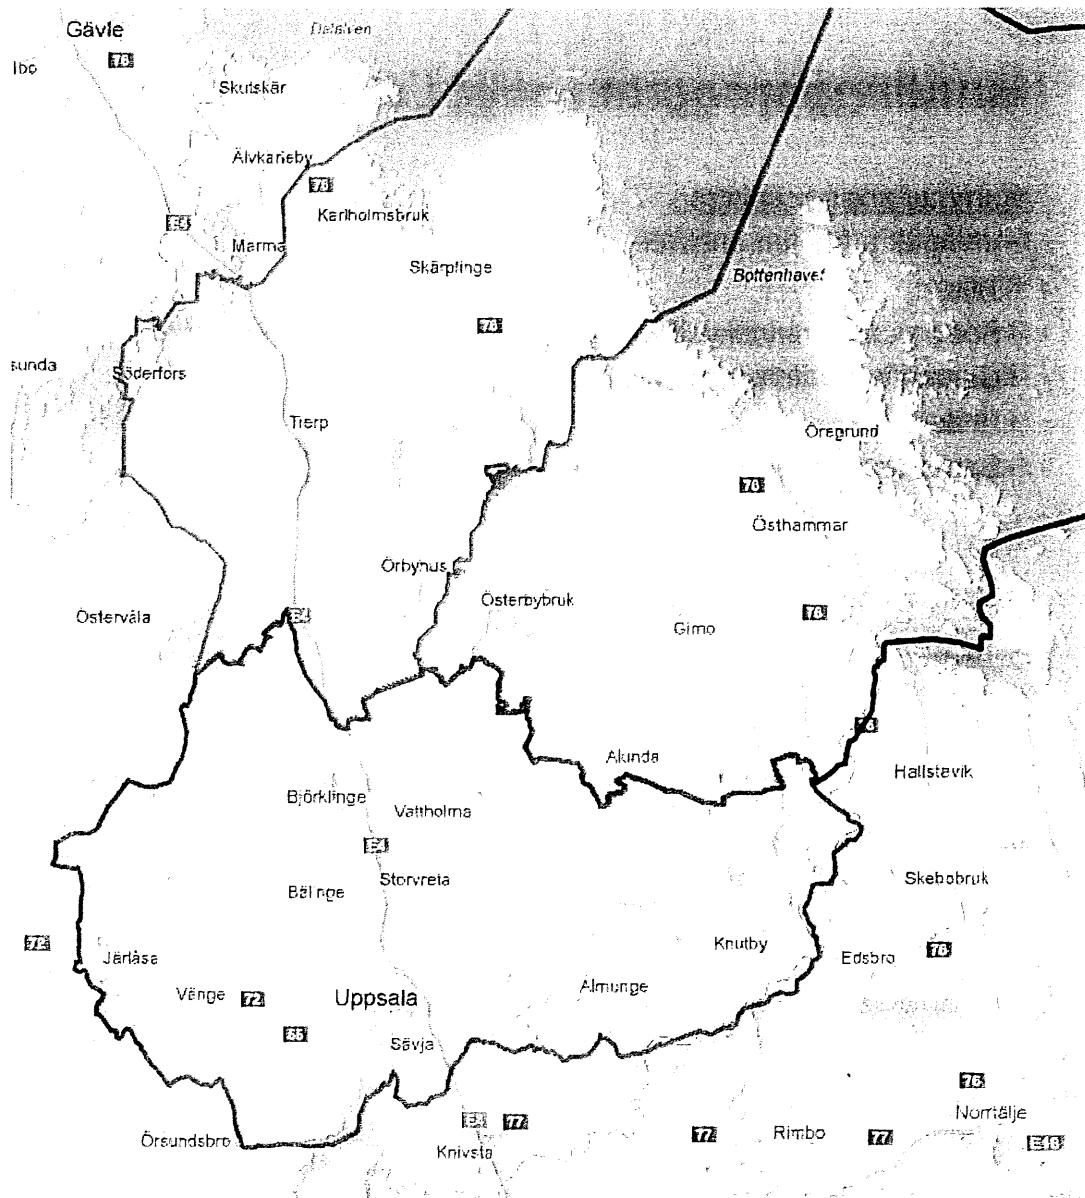 Gävle
Dalälven
76
Skutskär
Älvkarleby
76
Karlholmsbruk
E4
Marma
Skärplinge
Bottenhavet
76
sunda
Söderfors
Tierp
Öregrund
76
Östhammar
Örbyhus
Österbybruk
Östervåla
E4
76
Gimo
76
Alunda
Hallstavik
Björklinge
Vattholma
E4
Storvreta
Skebobruk
Bälinge
72
Knutby
Edsbro
76
Järlåsa
Vänge
72
Uppsala
Almunge
55
Sävja
76
Norrtälje
Örsundsbro
E4
77
Knivsta
77
Rimbo
77
E18